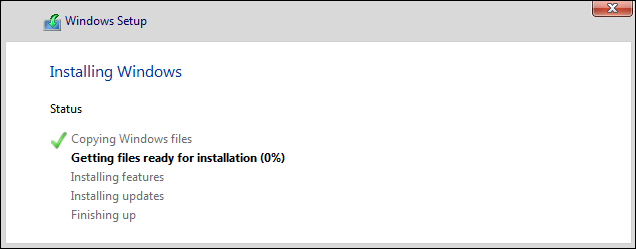 Windows Setup
Installing Windows
Status
Copying Windows files
Getting files ready for installation (0%)
Installing features
Installing updates
Finishing up